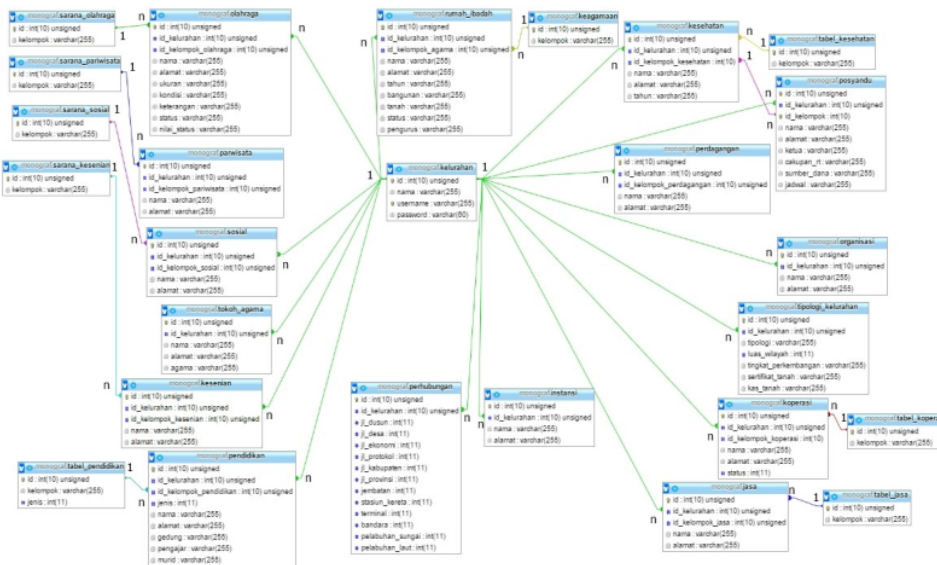 monograf.sarana_olahraga
id : int(10) unsigned
kelompok : varchar(255)
monograf.sarana_pariwisata
id : int(10) unsigned
kelompok : varchar(255)
monograf.sarana_sosial
id : int(10) unsigned
kelompok : varchar(255)
monograf.sarana_kesenian
id : int(10) unsigned
kelompok : varchar(255)
monograf.olahraga
id : int(10) unsigned
id_kelurahan : int(10) unsigned
id_kelompok_olahraga : int(10) unsigned
nama : varchar(255)
alamat : varchar(255)
ukuran : varchar(255)
kondisi : varchar(255)
keterangan : varchar(255)
status : varchar(255)
nilai_status : varchar(255)
monograf.pariwisata
id : int(10) unsigned
id_kelurahan : int(10) unsigned
id_kelompok_pariwisata : int(10) unsigned
nama : varchar(255)
alamat : varchar(255)
monograf.sosial
id : int(10) unsigned
id_kelurahan : int(10) unsigned
id_kelompok_sosial : int(10) unsigned
nama : varchar(255)
alamat : varchar(255)
monograf.tokoh_agama
id : int(10) unsigned
id_kelurahan : int(10) unsigned
nama : varchar(255)
alamat : varchar(255)
agama : varchar(255)
monograf.kesenian
id : int(10) unsigned
id_kelurahan : int(10) unsigned
id_kelompok_kesenian : int(10) unsigned
nama : varchar(255)
alamat : varchar(255)
monograf.tabel_pendidikan
id : int(10) unsigned
kelompok : varchar(255)
jenis : int(11)
monograf.pendidikan
id : int(10) unsigned
id_kelurahan : int(10) unsigned
id_kelompok_pendidikan : int(10) unsigned
jenis : int(11)
nama : varchar(255)
alamat : varchar(255)
gedung : varchar(255)
pengajar : varchar(255)
murid : varchar(255)
monograf.rumah_ibadah
id : int(10) unsigned
id_kelurahan : int(10) unsigned
id_kelompok_agama : int(10) unsigned
nama : varchar(255)
alamat : varchar(255)
tahun : varchar(255)
bangunan : varchar(255)
tanah : varchar(255)
status : varchar(255)
pengurus : varchar(255)
monograf.keagamaan
id : int(10) unsigned
kelompok : varchar(255)
monograf.kelurahan
id : int(10) unsigned
nama : varchar(255)
username : varchar(255)
password : varchar(60)
monograf.perhubungan
id : int(10) unsigned
id_kelurahan : int(10) unsigned
jl_dusun : int(11)
jl_desa : int(11)
jl_ekonomi : int(11)
jl_protokol : int(11)
jl_kabupaten : int(11)
jl_provinsi : int(11)
jembatan : int(11)
stasiun_kereta : int(11)
terminal : int(11)
bandara : int(11)
pelabuhan_sungai : int(11)
pelabuhan_laut : int(11)
monograf.instansi
id : int(10) unsigned
id_kelurahan : int(10) unsigned
nama : varchar(255)
alamat : varchar(255)
monograf.kesehatan
id : int(10) unsigned
id_kelurahan : int(10) unsigned
id_kelompok_kesehatan : int(10)
nama : varchar(255)
alamat : varchar(255)
tahun : varchar(255)
monograf.tabel_kesehatan
id : int(10) unsigned
kelompok : varchar(255)
monograf.posyandu
id : int(10) unsigned
id_kelurahan : int(10) unsigned
id_kelompok : int(10)
nama : varchar(255)
alamat : varchar(255)
ketua : varchar(255)
cakupan_rt : varchar(255)
sumber_dana : varchar(255)
jadwal : varchar(255)
monograf.perdagangan
id : int(10) unsigned
id_kelurahan : int(10) unsigned
id_kelompok_perdagangan : int(10) unsigned
nama : varchar(255)
alamat : varchar(255)
monograf.organisasi
id : int(10) unsigned
id_kelurahan : int(10) unsigned
nama : varchar(255)
alamat : varchar(255)
monograf.tipologi_kelurahan
id : int(10) unsigned
id_kelurahan : int(10) unsigned
tipologi : varchar(255)
luas_wilayah : int(11)
tingkat_perkembangan : varchar(255)
sertifikat_tanah : varchar(255)
kas_tanah : varchar(255)
monograf.koperasi
id : int(10) unsigned
id_kelurahan : int(10) unsigned
id_kelompok_koperasi : int(10)
nama : varchar(255)
alamat : varchar(255)
status : int(11)
monograf.tabel_kopera
id : int(10) unsigned
kelompok : varchar(255)
monograf.jasa
id : int(10) unsigned
id_kelurahan : int(10) unsigned
id_kelompok_jasa : int(10) unsigned
nama : varchar(255)
alamat : varchar(255)
monograf.tabel_jasa
id : int(10) unsigned
kelompok : varchar(255)